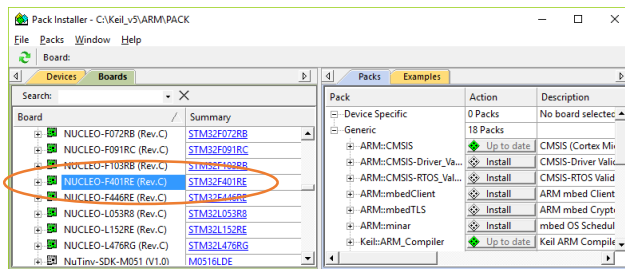 Pack Installer - C:\Keil_v5\ARM\PACK
File Packs Window Help
Board:
Devices Boards
Search:
Board / Summary
NUCLEO-F072RB (Rev.C) STM32F072RB
NUCLEO-F091RC (Rev.C) STM32F091RC
NUCLEO-F103RB (Rev.C) STM32F103RB
NUCLEO-F401RE (Rev.C) STM32F401RE
NUCLEO-F446RE (Rev.C) STM32F446RE
NUCLEO-L053R8 (Rev.C) STM32L053R8
NUCLEO-L152RE (Rev.C) STM32L152RE
NUCLEO-L476RG (Rev.C) STM32L476RG
NuTiny-SDK-M051 (V1.0) M0516LDE
Packs Examples
Pack Action Description
Device Specific 0 Packs No board selected
Generic 18 Packs
ARM::CMSIS Up to date CMSIS (Cortex Mi
ARM::CMSIS-Driver_Va... Install CMSIS-Driver Valid
ARM::CMSIS-RTOS_Val... Install CMSIS-RTOS Valid
ARM::mbedClient Install ARM mbed Client
ARM::mbedTLS Install ARM mbed Crypt
ARM::minar Install mbed OS Schedul
Keil::ARM_Compiler Up to date Keil ARM Compile